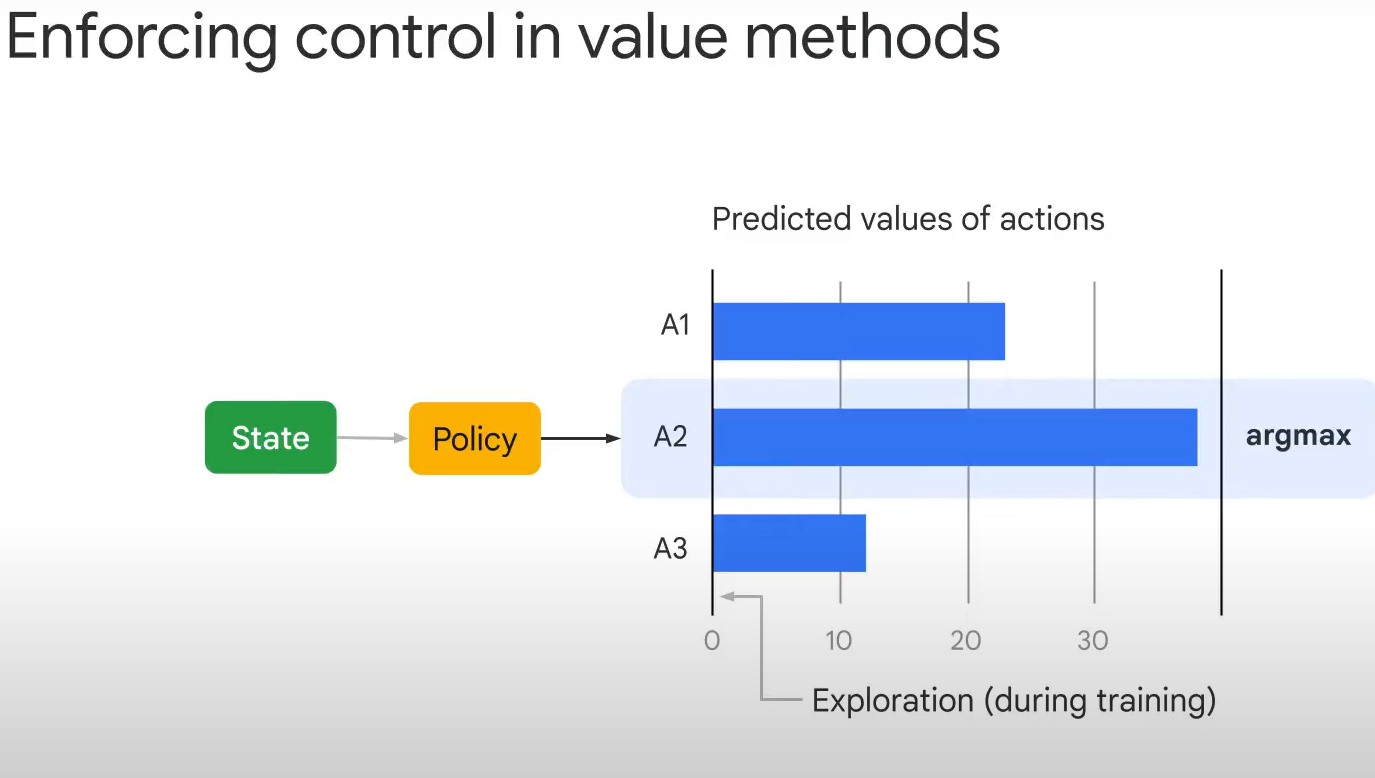 Enforcing control in value methods
Predicted values of actions
A1
State
Policy
A2
argmax
A3
0
10
20
30
Exploration (during training)